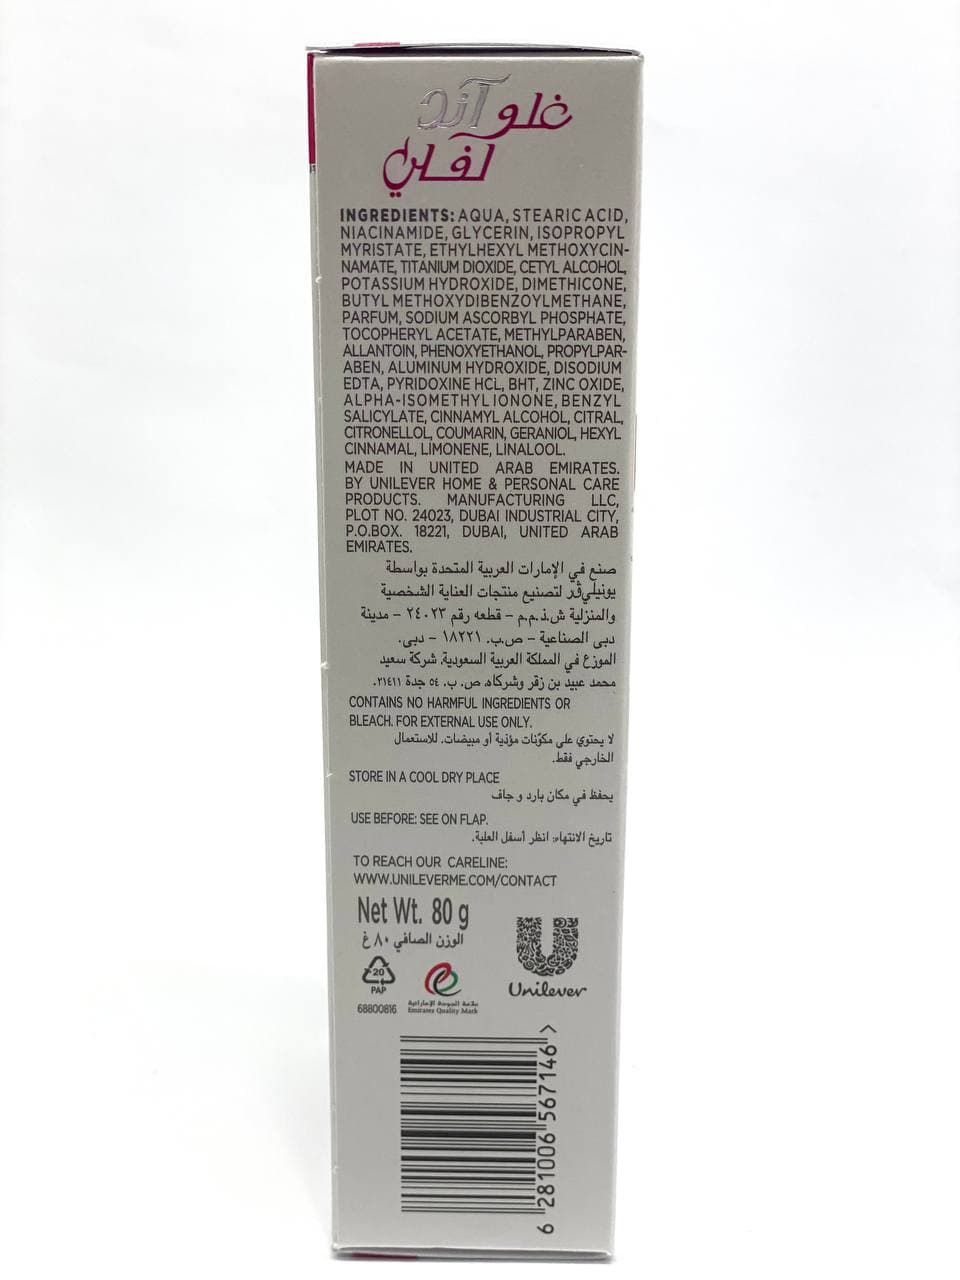 غلو آند
لفلي
INGREDIENTS: AQUA, STEARIC ACID,
NIACINAMIDE, GLYCERIN, ISOPROPYL
MYRISTATE, ETHYLHEXYL METHOXYCIN-
NAMATE, TITANIUM DIOXIDE, CETYL ALCOHOL,
POTASSIUM HYDROXIDE, DIMETHICONE,
BUTYL METHOXYDIBENZOYLMETHANE,
PARFUM, SODIUM ASCORBYL PHOSPHATE,
TOCOPHERYL ACETATE, METHYLPARABEN,
ALLANTOIN, PHENOXYETHANOL, PROPYLPAR-
ABEN, ALUMINUM HYDROXIDE, DISODIUM
EDTA, PYRIDOXINE HCL, BHT, ZINC OXIDE,
ALPHA-ISOMETHYL IONONE, BENZYL
SALICYLATE, CINNAMYL ALCOHOL, CITRAL,
CITRONELLOL, COUMARIN, GERANIOL, HEXYL
CINNAMAL, LIMONENE, LINALOOL.
MADE IN UNITED ARAB EMIRATES.
BY UNILEVER HOME & PERSONAL CARE
PRODUCTS. MANUFACTURING LLC,
PLOT NO. 24023, DUBAI INDUSTRIAL CITY,
P.O.BOX. 18221, DUBAI, UNITED ARAB
EMIRATES.
صنع في الإمارات العربية المتحدة بواسطة
يونيليڤر لتصنيع منتجات العناية الشخصية
والمنزلية ش.ذ.م.م - قطعه رقم ٢٤٠٢٣ - مدينة
دبى الصناعية - ص.ب. ١٨٢٢١ - دبى.
الموزع في المملكة العربية السعودية. شركة سعيد
محمد عبيد بن زقر وشركاه. ص. ب. ٥٤ جدة ٢١٤١١.
CONTAINS NO HARMFUL INGREDIENTS OR
BLEACH. FOR EXTERNAL USE ONLY.
لا يحتوي على مكوّنات مؤذية أو مبيضات. للاستعمال
الخارجي فقط.
STORE IN A COOL DRY PLACE
يحفظ في مكان بارد و جاف
USE BEFORE: SEE ON FLAP.
تاريخ الانتهاء: انظر أسفل العلبة.
TO REACH OUR CARELINE:
WWW.UNILEVERME.COM/CONTACT
Net Wt. 80 g
الوزن الصافي ٨٠ غ
20
PAP
68800816
علامة الجودة الإماراتية
Emirates Quality Mark
Unilever
6 281006 567146 >